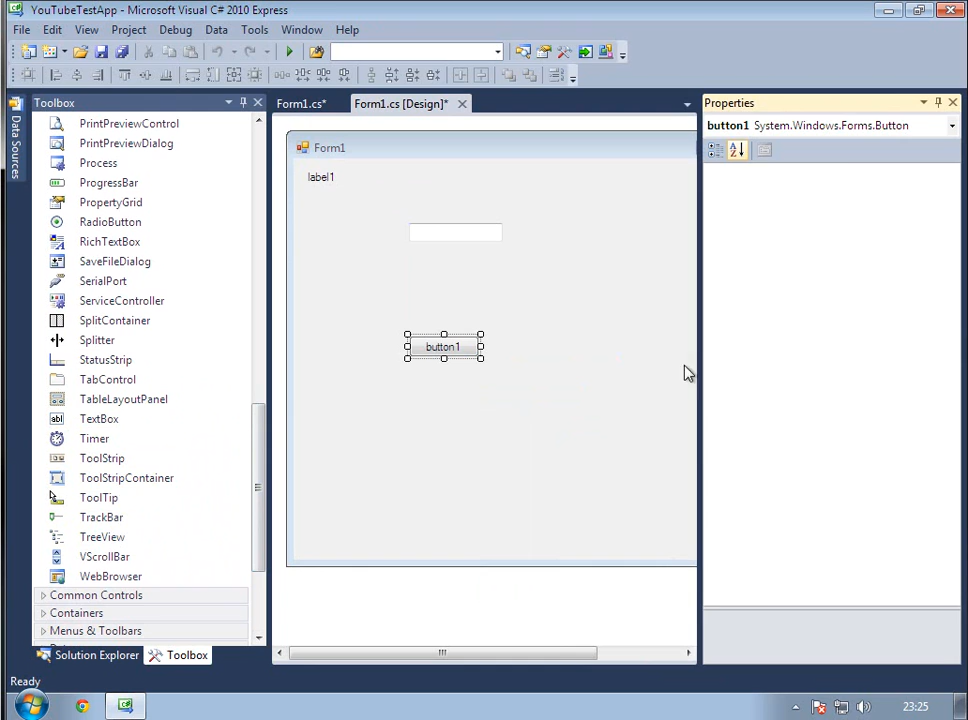 YouTubeTestApp - Microsoft Visual C# 2010 Express
File Edit View Project Debug Data Tools Window Help
Toolbox
Form1.cs*
Form1.cs [Design]*
Properties
Data Sources
PrintPreviewControl
PrintPreviewDialog
Process
ProgressBar
PropertyGrid
RadioButton
RichTextBox
SaveFileDialog
SerialPort
ServiceController
SplitContainer
Splitter
StatusStrip
TabControl
TableLayoutPanel
abl TextBox
Timer
ToolStrip
ToolStripContainer
ToolTip
TrackBar
TreeView
VScrollBar
WebBrowser
Common Controls
Containers
Menus & Toolbars
Solution Explorer
Toolbox
Form1
label1
button1
button1 System.Windows.Forms.Button
Ready
23:25